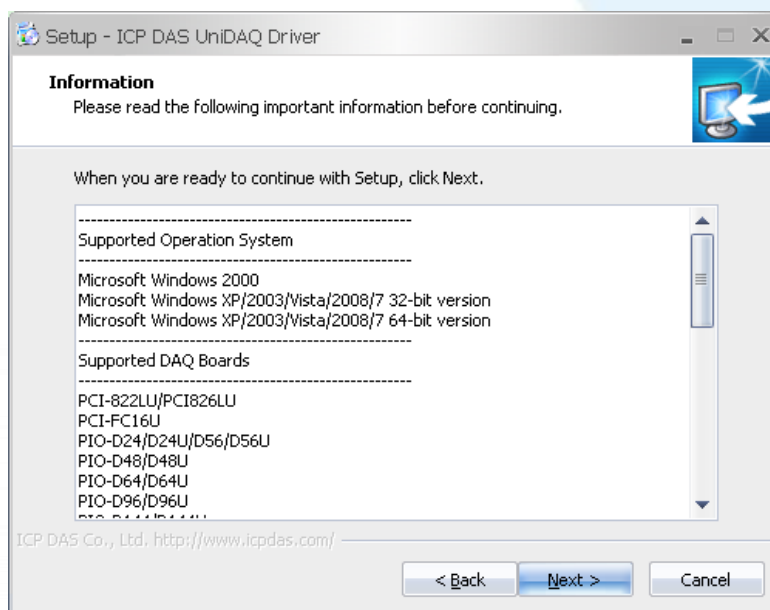 Setup - ICP DAS UniDAQ Driver
Information
Please read the following important information before continuing.
When you are ready to continue with Setup, click Next.
------------------------------------------------------
Supported Operation System
------------------------------------------------------
Microsoft Windows 2000
Microsoft Windows XP/2003/Vista/2008/7 32-bit version
Microsoft Windows XP/2003/Vista/2008/7 64-bit version
------------------------------------------------------
Supported DAQ Boards
------------------------------------------------------
PCI-822LU/PCI826LU
PCI-FC16U
PIO-D24/D24U/D56/D56U
PIO-D48/D48U
PIO-D64/D64U
PIO-D96/D96U
ICP DAS Co., Ltd. http://www.icpdas.com/
< Back Next > Cancel